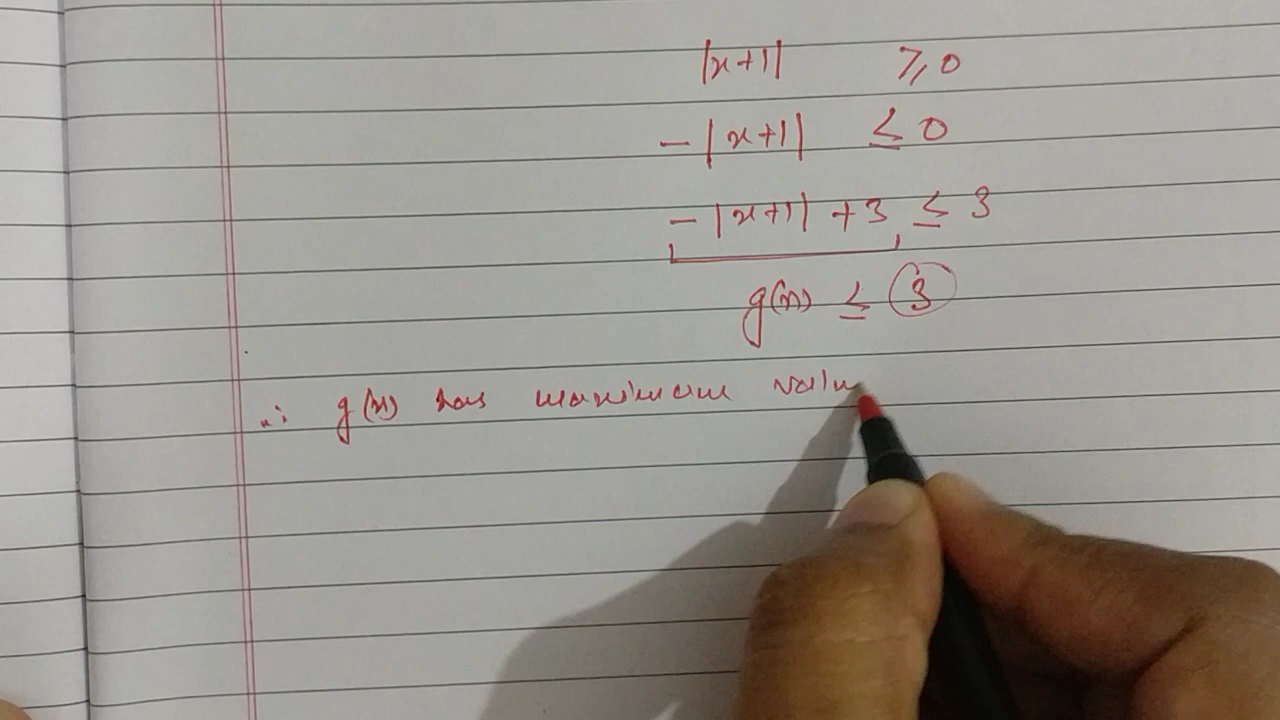 |x+1| ≥ 0
-|x+1| ≤ 0
-|x+1| + 3 ≤ 3
g(x) ≤ 3
∴ g(x) has maximum valu